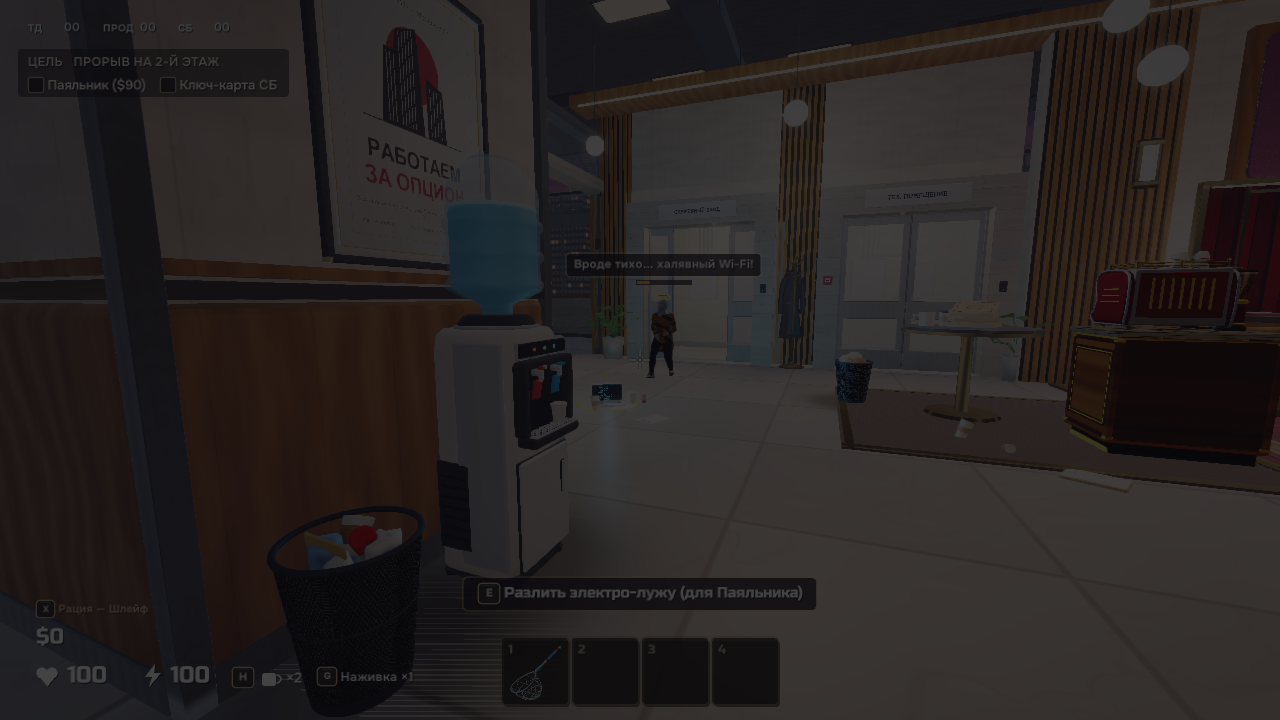 ТД 00 ПРОД 00 СБ 00
ЦЕЛЬ ПРОРЫВ НА 2-Й ЭТАЖ
Паяльник ($90) Ключ-карта СБ
РАБОТАЕМ
ЗА ОПЦИОН
ТЕХ. ПОМЕЩЕНИЕ
Вроде тихо... халявный Wi-Fi!
E Разлить электро-лужу (для Паяльника)
X Рация — Шлейф
$0
100 100 H ×2 G Наживка ×1
1 2 3 4